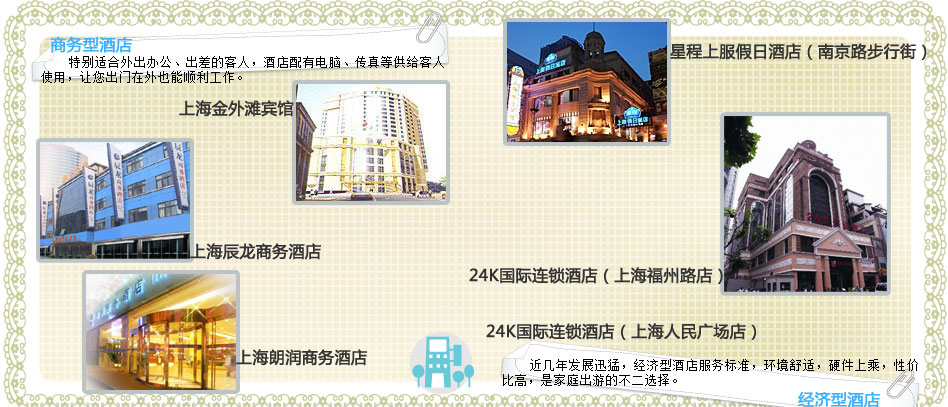 商务型酒店
特别适合外出办公、出差的客人，酒店配有电脑、传真等供给客人
使用，让您出门在外也能顺利工作。
上海金外滩宾馆
上海辰龙商务酒店
上海朗润商务酒店
星程上服假日酒店（南京路步行街）
上服假日酒店
24K国际连锁酒店（上海福州路店）
24K国际连锁酒店（上海人民广场店）
近几年发展迅猛，经济型酒店服务标准，环境舒适，硬件上乘，性价
比高，是家庭出游的不二选择。
经济型酒店